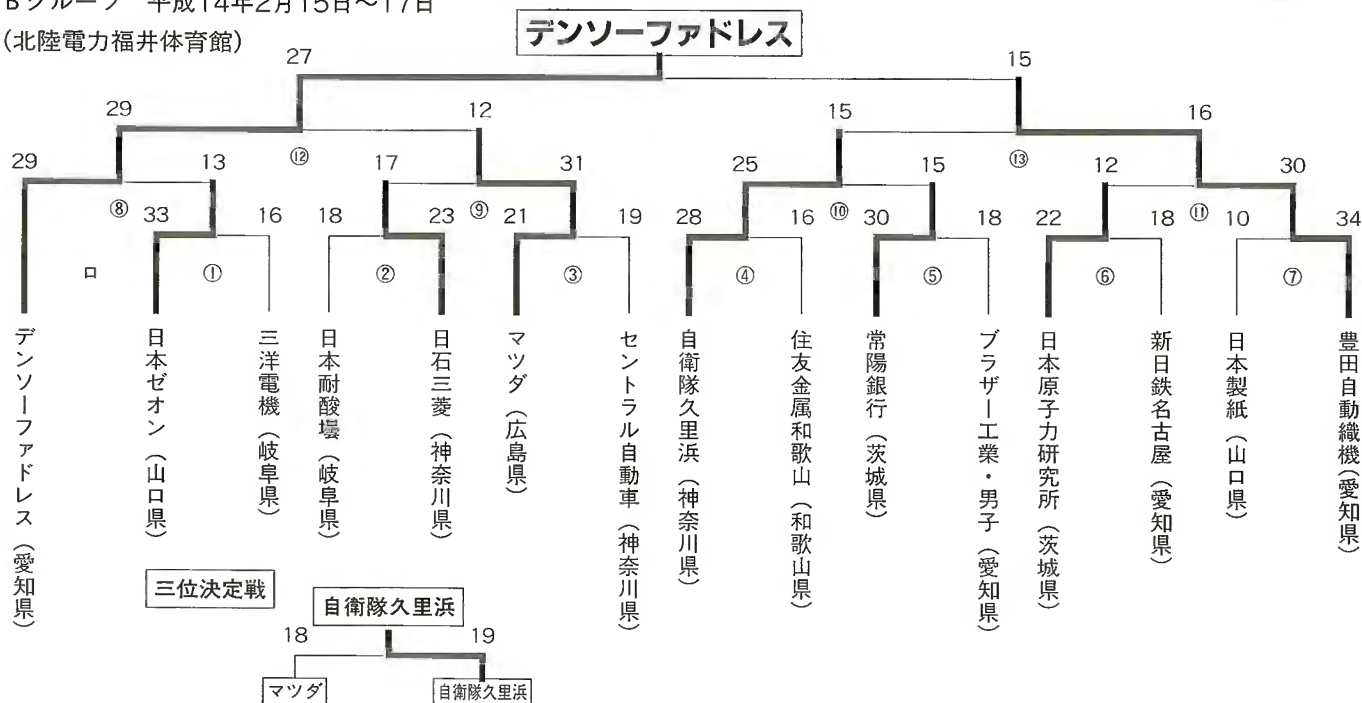 Bグループ 平成14年2月15日〜17日
(北陸電力福井体育館)
デンソーファドレス
27 15
29 12 15 16
⑫ ⑬
29 13 17 31 25 15 12 30
⑧ ⑨ ⑩ ⑪
33 16 18 23 21 19 28 16 30 18 22 18 10 34
ロ ① ② ③ ④ ⑤ ⑥ ⑦
デンソーファドレス(愛知県)
日本ゼオン(山口県)
三洋電機(岐阜県)
日本耐酸壜(岐阜県)
日石三菱(神奈川県)
マツダ(広島県)
セントラル自動車(神奈川県)
自衛隊久里浜(神奈川県)
住友金属和歌山(和歌山県)
常陽銀行(茨城県)
ブラザー工業・男子(愛知県)
日本原子力研究所(茨城県)
新日鉄名古屋(愛知県)
日本製紙(山口県)
豊田自動織機(愛知県)
三位決定戦
自衛隊久里浜
18 19
マツダ 自衛隊久里浜